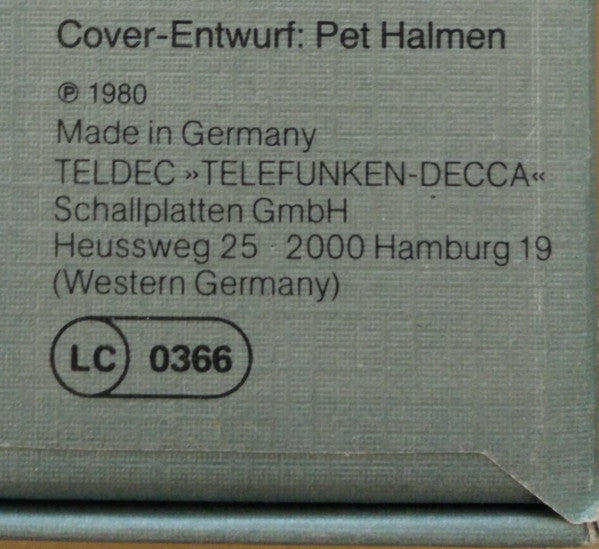 Cover-Entwurf: Pet Halmen
℗ 1980
Made in Germany
TELDEC »TELEFUNKEN-DECCA«
Schallplatten GmbH
Heussweg 25 · 2000 Hamburg 19
(Western Germany)
LC 0366